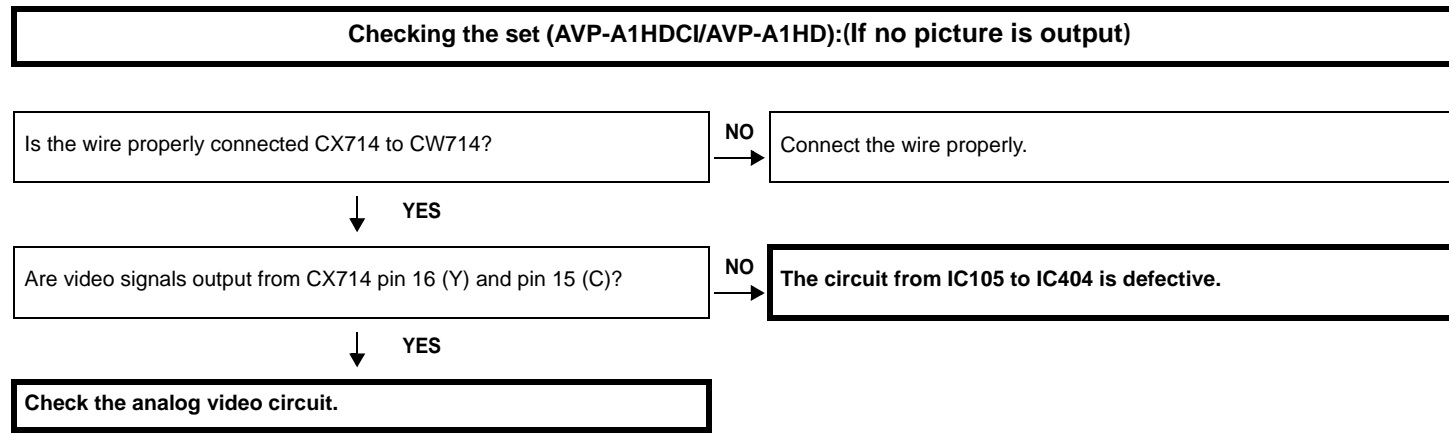 Checking the set (AVP-A1HDCI/AVP-A1HD):(If no picture is output)
Is the wire properly connected CX714 to CW714?
NO
Connect the wire properly.
YES
Are video signals output from CX714 pin 16 (Y) and pin 15 (C)?
NO
The circuit from IC105 to IC404 is defective.
YES
Check the analog video circuit.